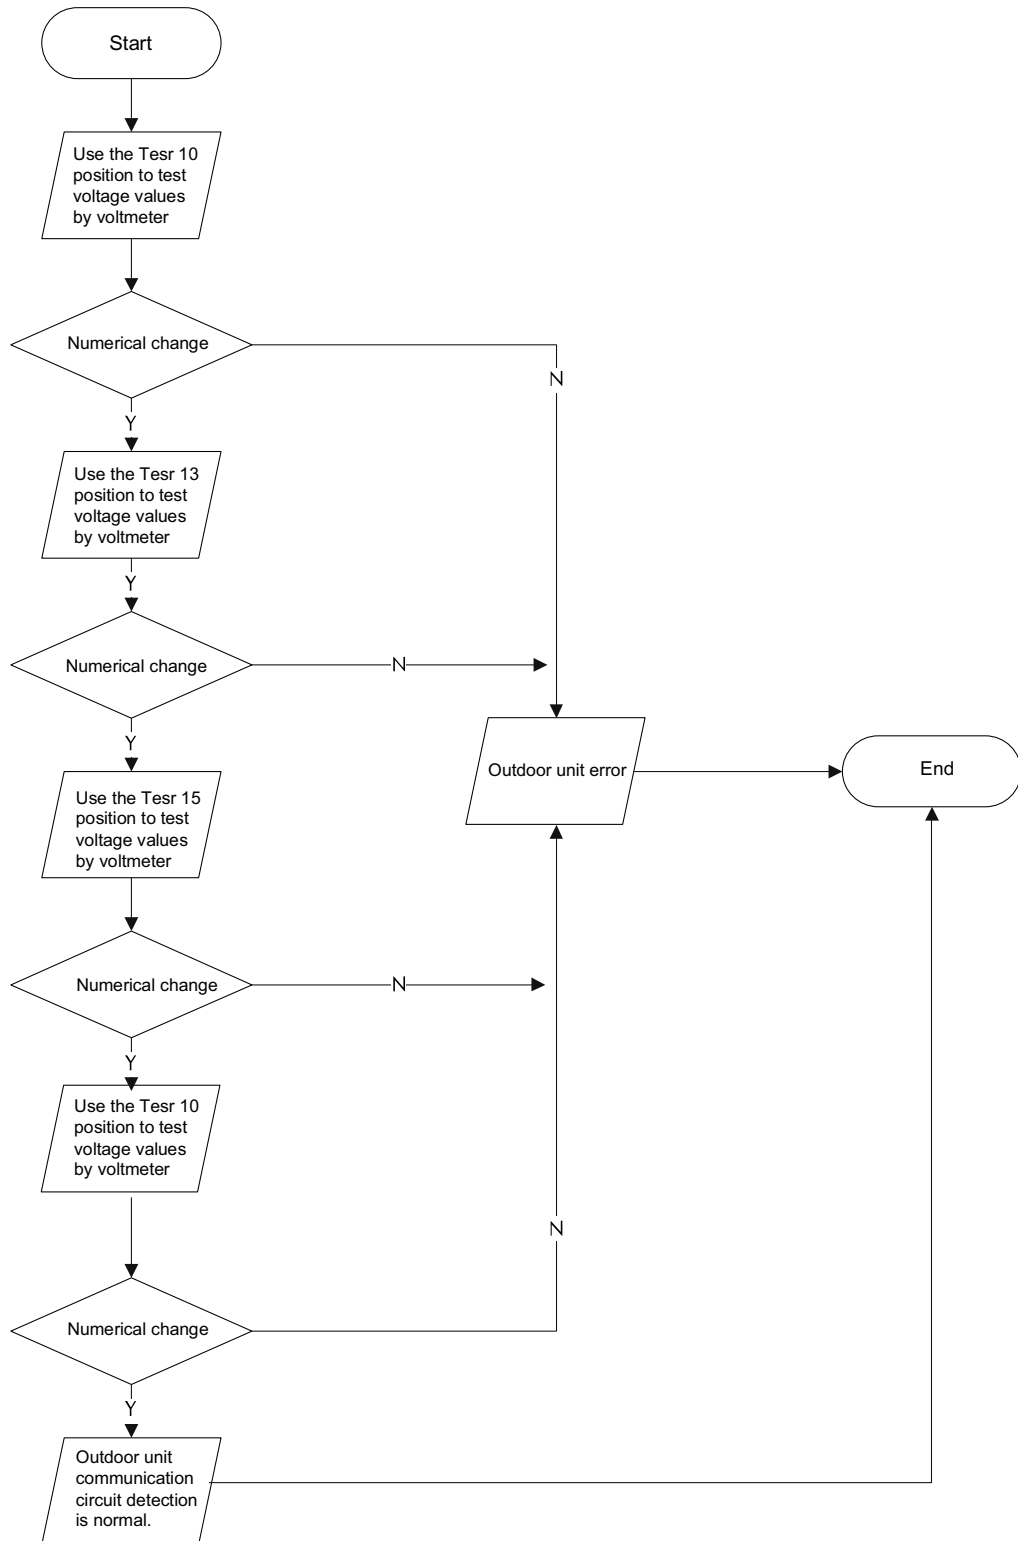 Start
Use the Tesr 10
position to test
voltage values
by voltmeter
Numerical change
N
Y
Use the Tesr 13
position to test
voltage values
by voltmeter
Y
Numerical change
N
Y
Outdoor unit error
End
Use the Tesr 15
position to test
voltage values
by voltmeter
Numerical change
N
Y
Use the Tesr 10
position to test
voltage values
by voltmeter
N
Numerical change
Y
Outdoor unit
communication
circuit detection
is normal.